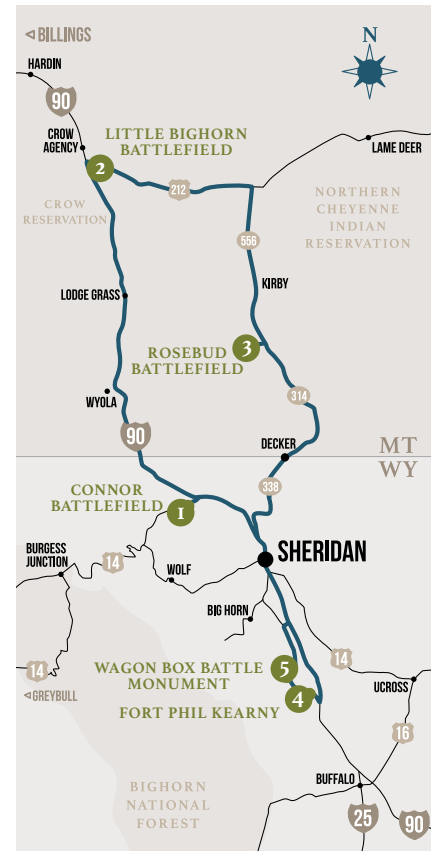 ◁BILLINGS
N
HARDIN
90
CROW
AGENCY
LITTLE BIGHORN
BATTLEFIELD
LAME DEER
2
212
CROW
RESERVATION
NORTHERN
CHEYENNE
INDIAN
RESERVATION
566
KIRBY
LODGE GRASS
3
ROSEBUD
BATTLEFIELD
314
WYOLA
90
DECKER
MT
WY
338
CONNOR
BATTLEFIELD
1
SHERIDAN
BURGESS
JUNCTION
14
WOLF
BIG HORN
14
◁GREYBULL
WAGON BOX BATTLE
MONUMENT
5
14
UCROSS
4
FORT PHIL KEARNY
16
BUFFALO
BIGHORN
NATIONAL
FOREST
25
90